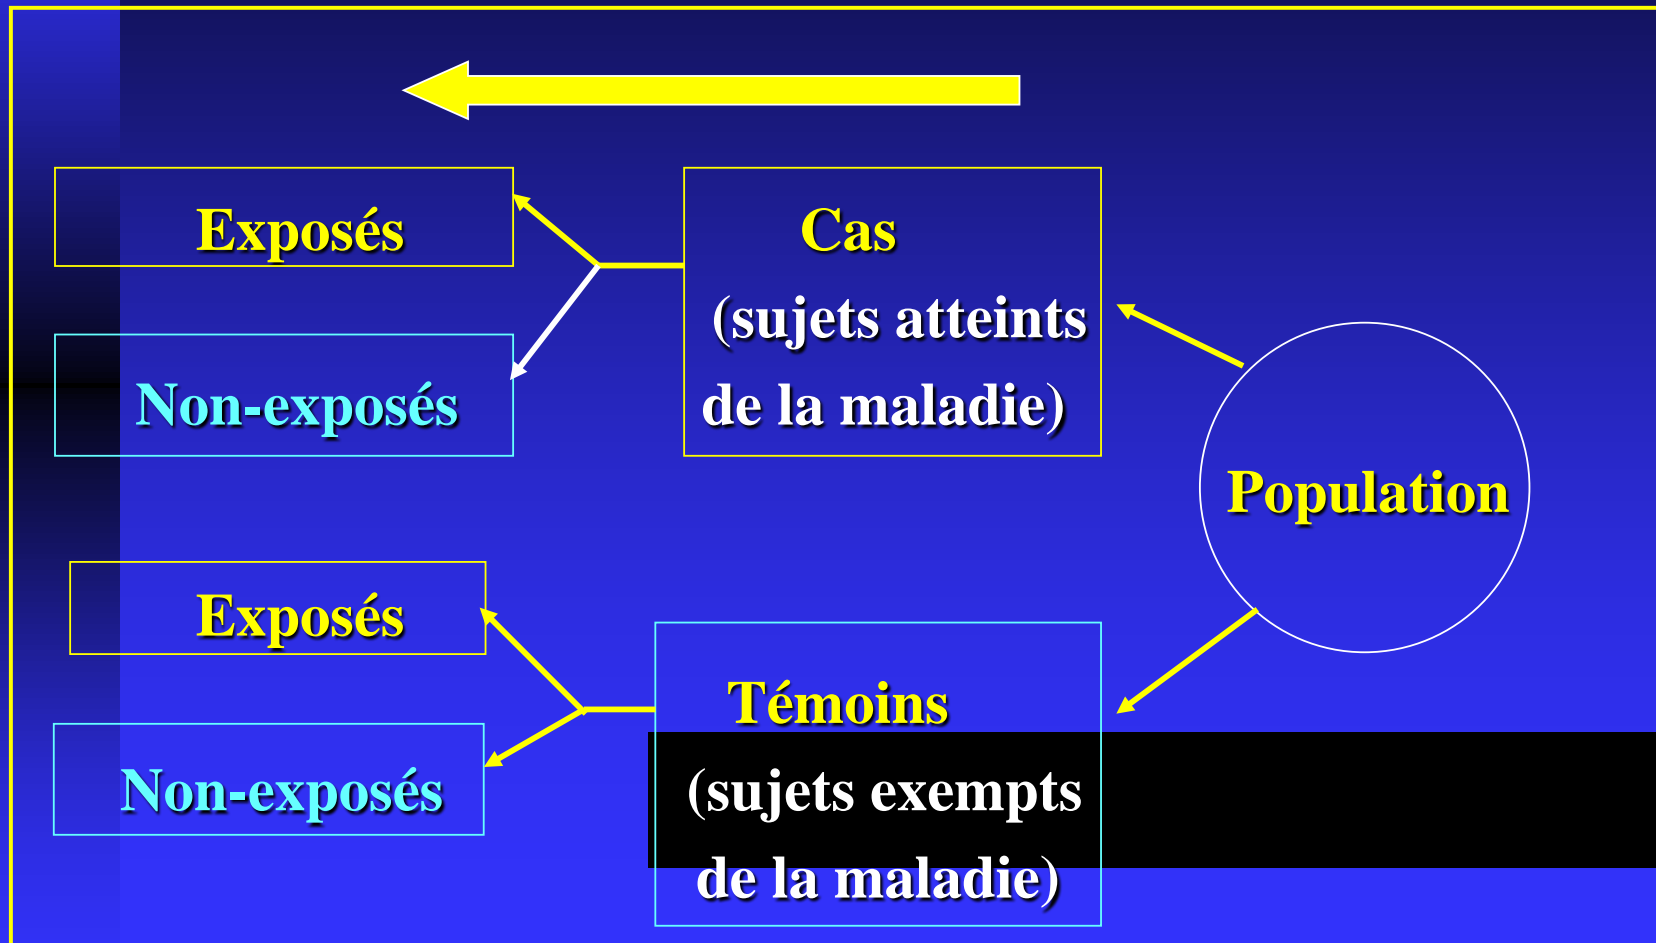 Exposés
Non-exposés
Cas
(sujets atteints
de la maladie)
Population
Exposés
Non-exposés
Témoins
(sujets exempts
de la maladie)